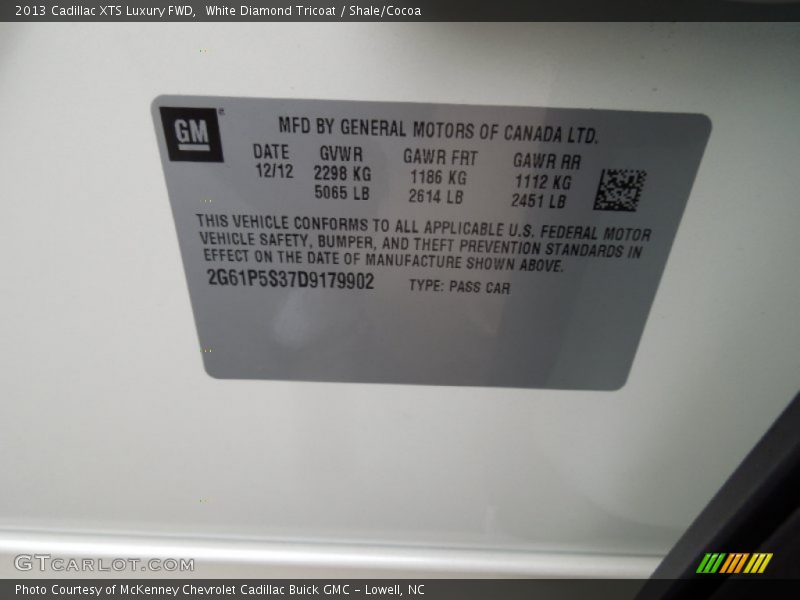 2013 Cadillac XTS Luxury FWD,  White Diamond Tricoat / Shale/Cocoa
GM
MFD BY GENERAL MOTORS OF CANADA LTD.
DATE GVWR GAWR FRT GAWR RR
12/12 2298 KG 1186 KG 1112 KG
5065 LB 2614 LB 2451 LB
THIS VEHICLE CONFORMS TO ALL APPLICABLE U.S. FEDERAL MOTOR
VEHICLE SAFETY, BUMPER, AND THEFT PREVENTION STANDARDS IN
EFFECT ON THE DATE OF MANUFACTURE SHOWN ABOVE.
2G61P5S37D9179902 TYPE: PASS CAR
GTCARLOT.COM
Photo Courtesy of McKenney Chevrolet Cadillac Buick GMC - Lowell, NC